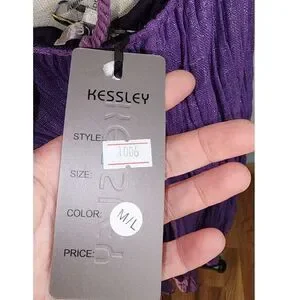 KESSLEY
STYLE: 1006
SIZE:
COLOR: M/L
PRICE: